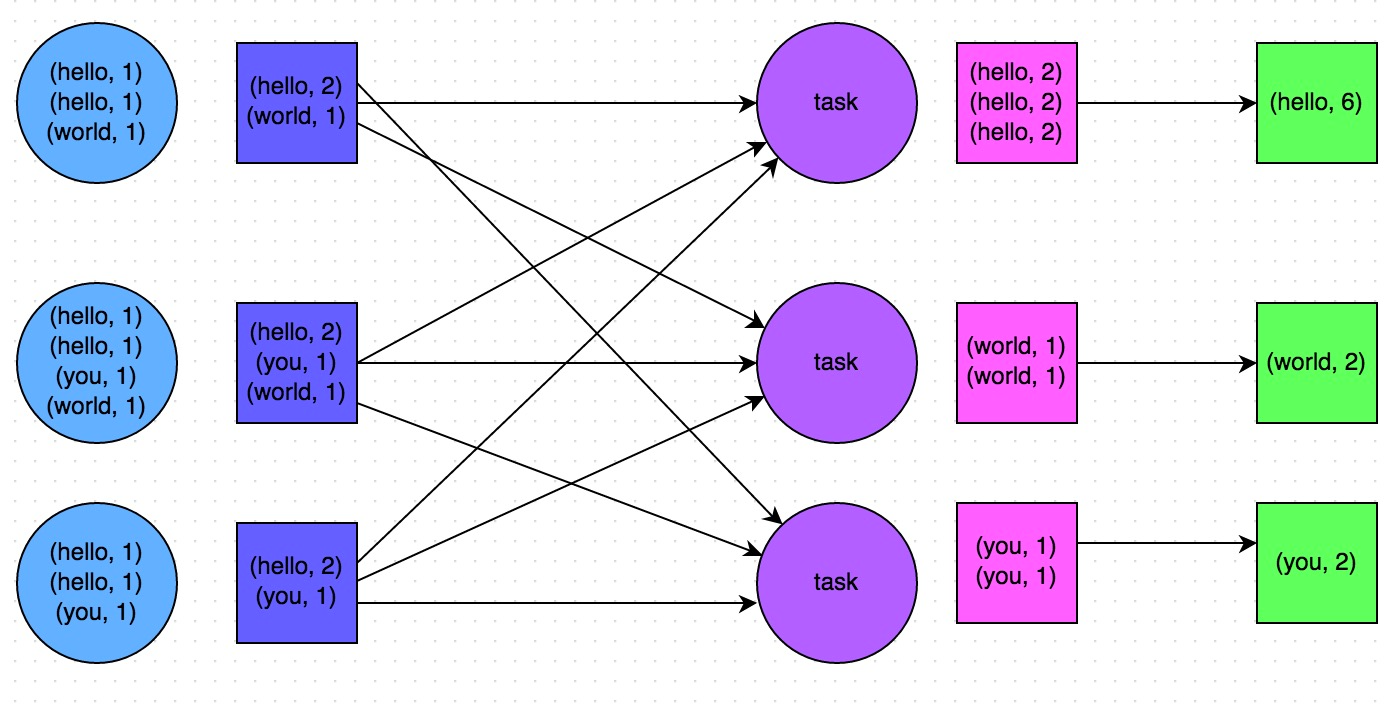 (hello, 1)
(hello, 1)
(world, 1)
(hello, 2)
(world, 1)
task
(hello, 2)
(hello, 2)
(hello, 2)
(hello, 6)
(hello, 1)
(hello, 1)
(you, 1)
(world, 1)
(hello, 2)
(you, 1)
(world, 1)
task
(world, 1)
(world, 1)
(world, 2)
(hello, 1)
(hello, 1)
(you, 1)
(hello, 2)
(you, 1)
task
(you, 1)
(you, 1)
(you, 2)